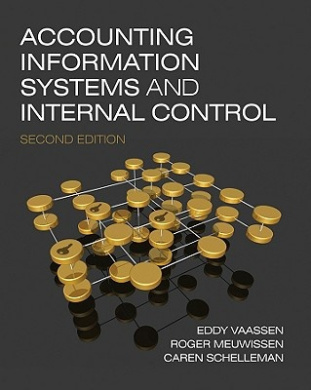 ACCOUNTING
INFORMATION
SYSTEMS AND
INTERNAL CONTROL
SECOND EDITION
EDDY VAASSEN
ROGER MEUWISSEN
CAREN SCHELLEMAN